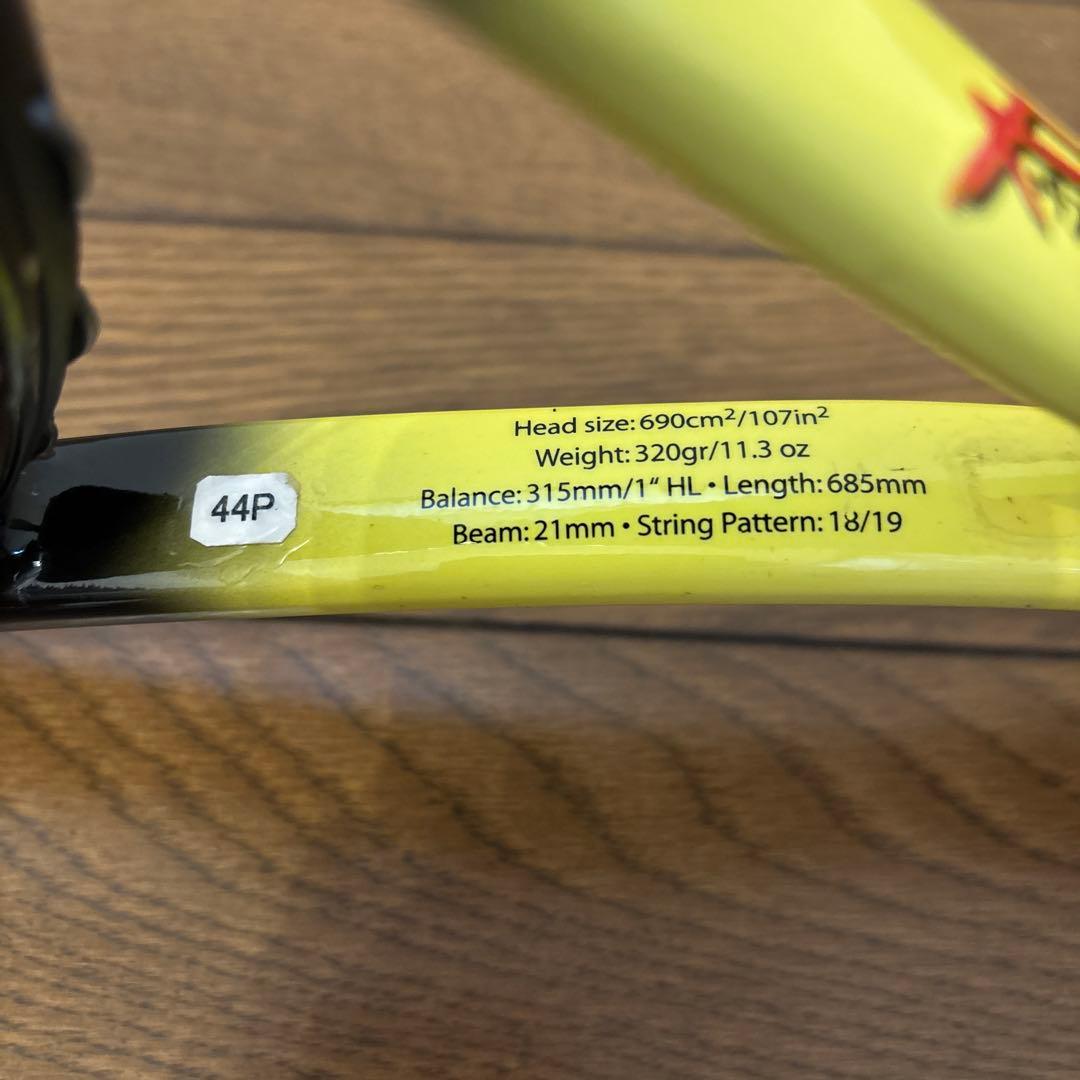 Head size: 690cm²/107in²
Weight: 320gr/11.3 oz
Balance: 315mm/1“ HL • Length: 685mm
Beam: 21mm • String Pattern: 18/19
44P